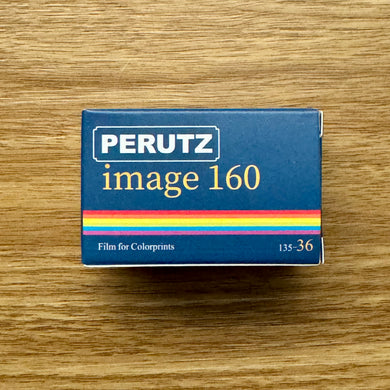 PERUTZ
image 160
Film for Colorprints 135-36